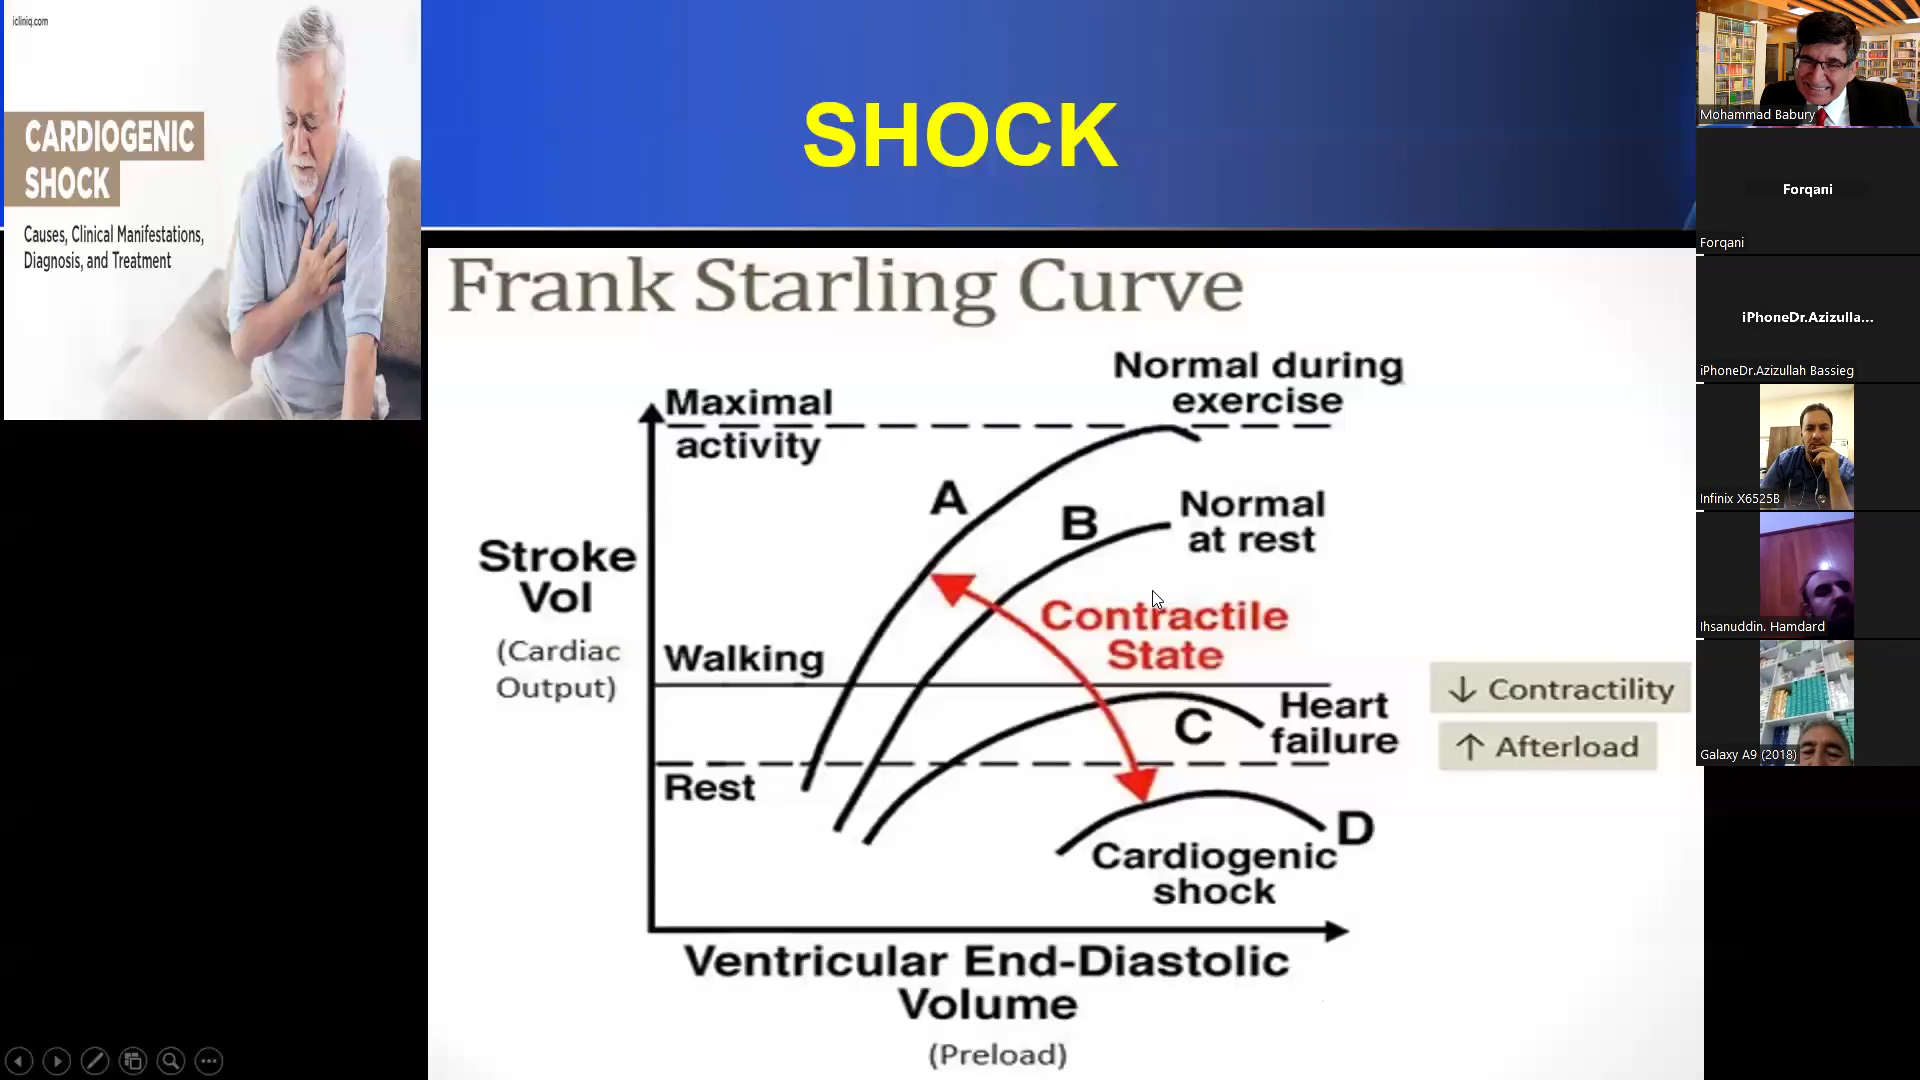 icliniq.com
CARDIOGENIC
SHOCK
Causes, Clinical Manifestations,
Diagnosis, and Treatment
SHOCK
Frank Starling Curve
Normal during
exercise
Maximal
activity
A
B
Normal
at rest
Stroke
Vol
(Cardiac
Output)
Contractile
State
Walking
C
Heart
failure
Rest
D
Cardiogenic
shock
Ventricular End-Diastolic
Volume
(Preload)
↓ Contractility
↑ Afterload
Mohammad Babury
Forqani
Forqani
iPhoneDr.Azizulla...
iPhoneDr.Azizullah Bassieg
Infinix X6525B
Ihsanuddin. Hamdard
Galaxy A9 (2018)